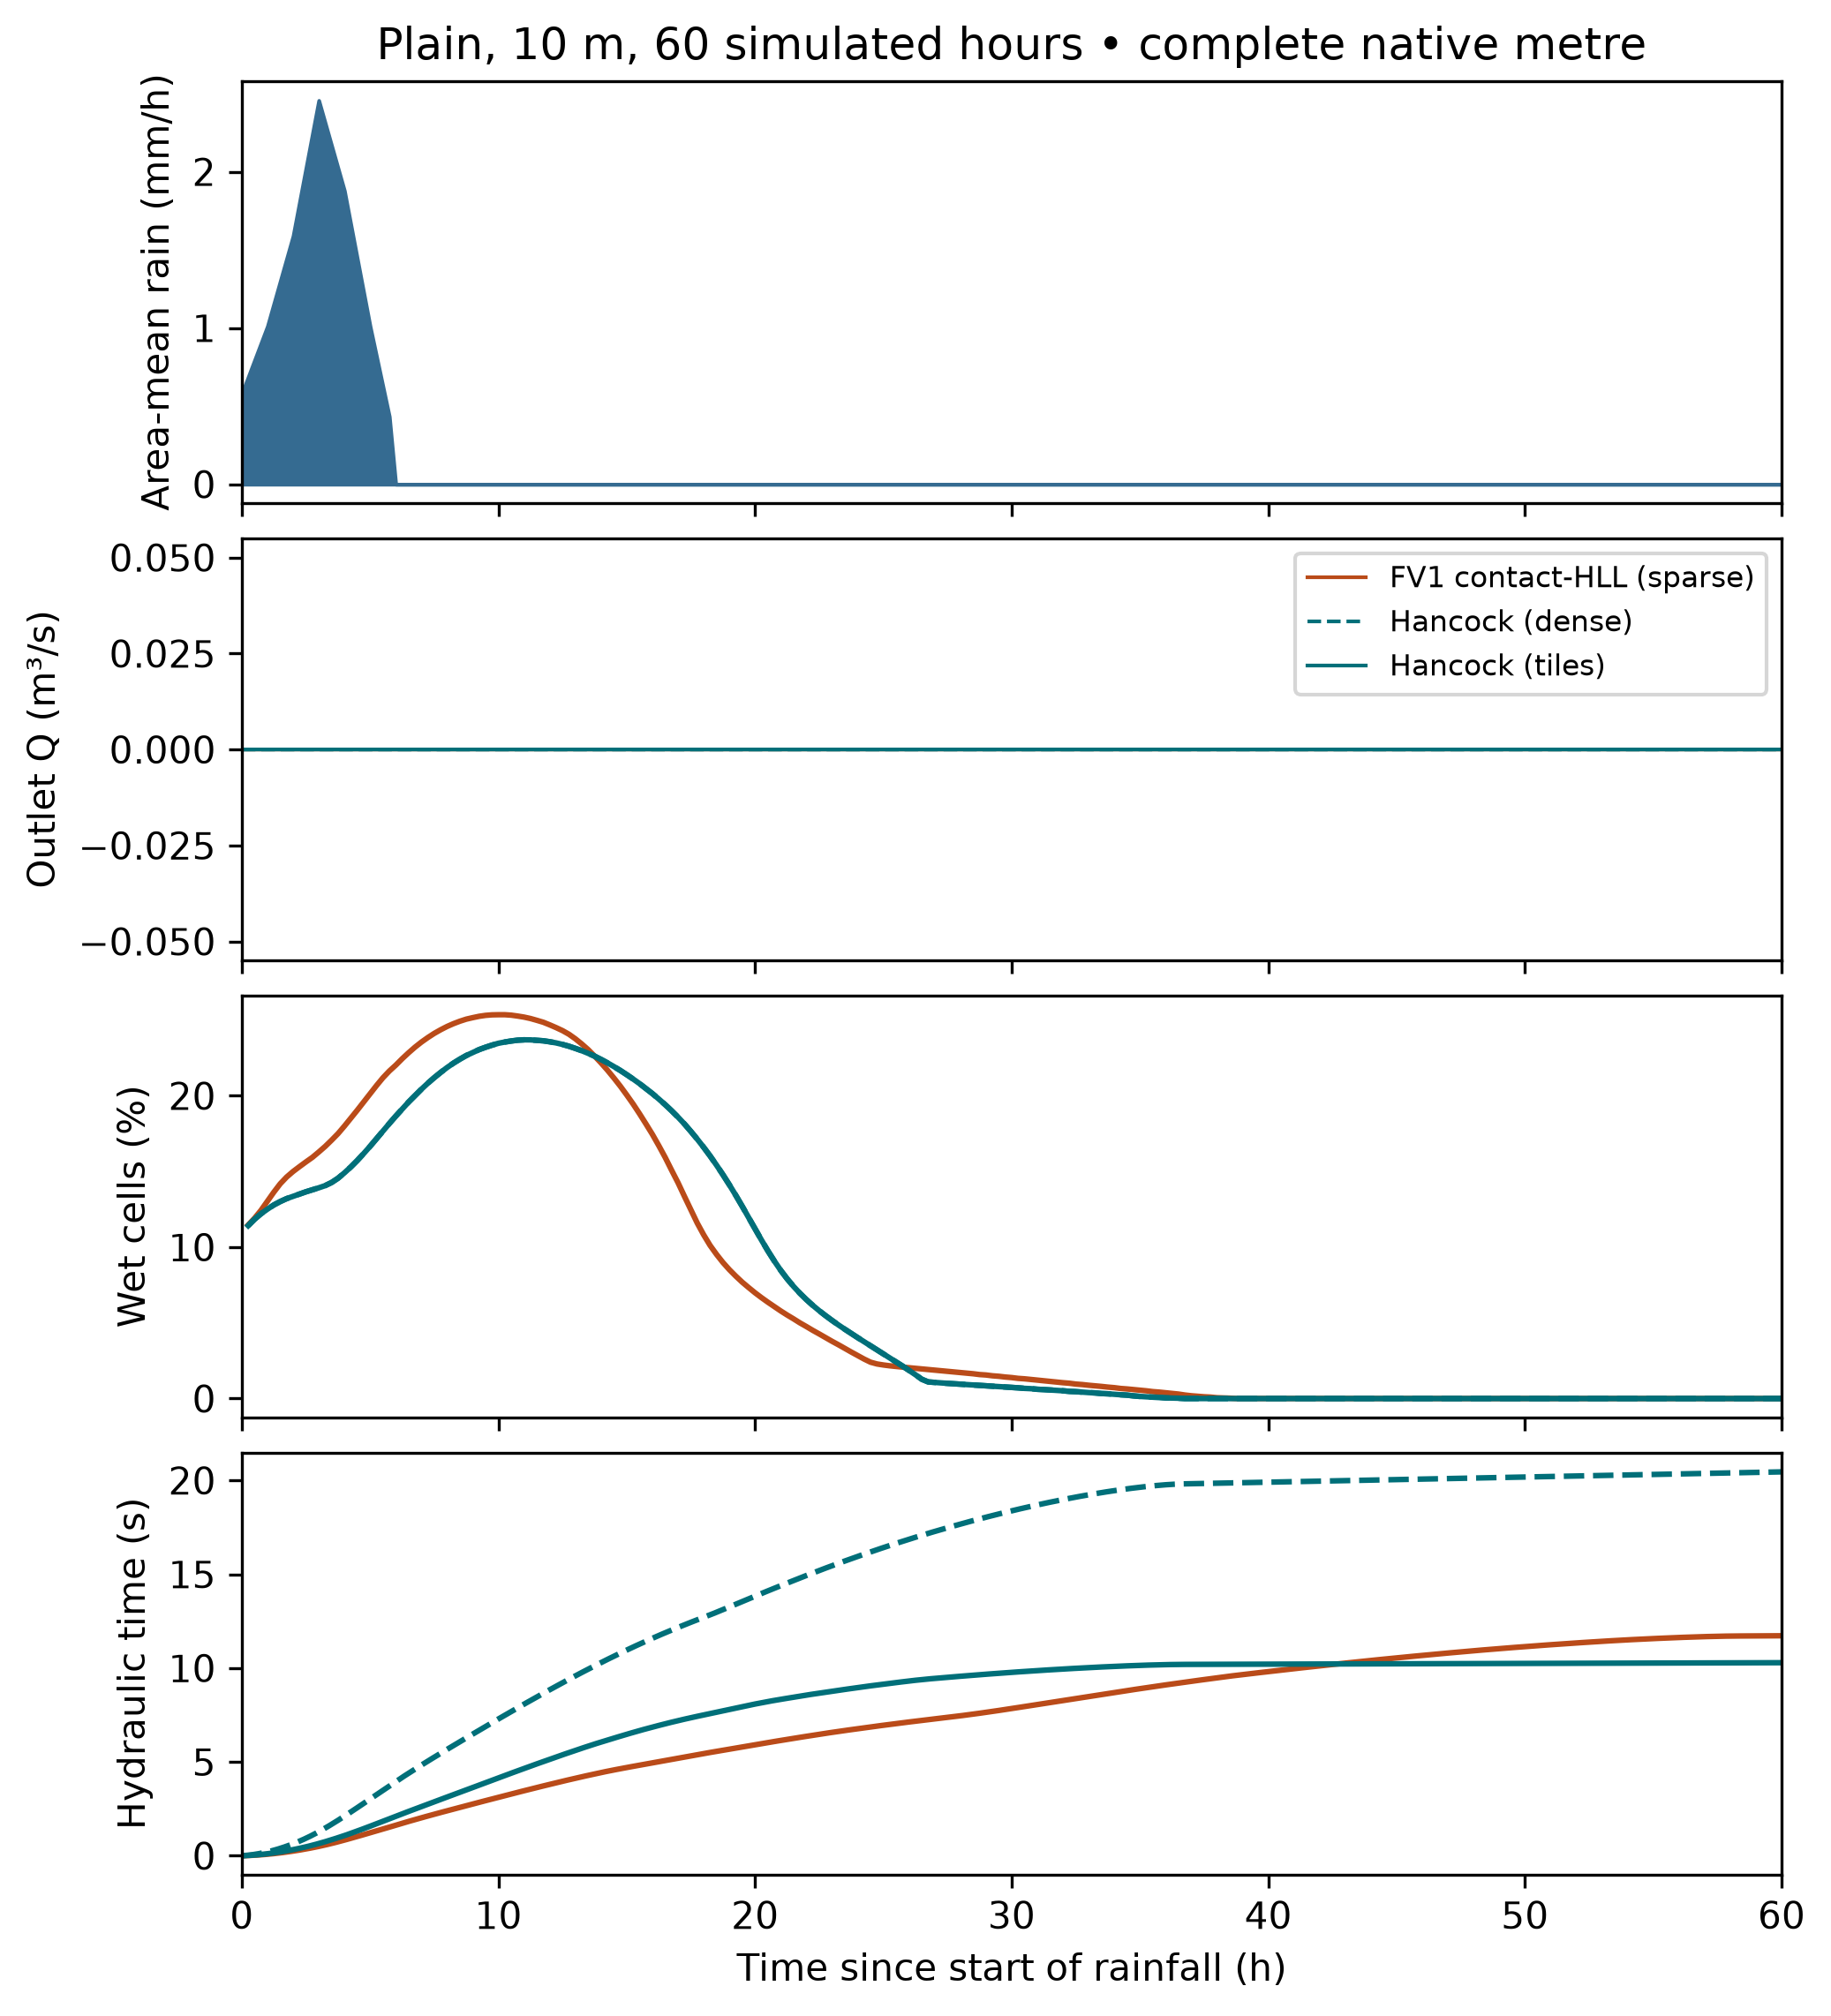 Plain, 10 m, 60 simulated hours • complete native metre
Area-mean rain (mm/h)
2
1
0
Outlet Q (m³/s)
0.050
0.025
0.000
−0.025
−0.050
FV1 contact-HLL (sparse)
Hancock (dense)
Hancock (tiles)
Wet cells (%)
20
10
0
Hydraulic time (s)
20
15
10
5
0
0 10 20 30 40 50 60
Time since start of rainfall (h)